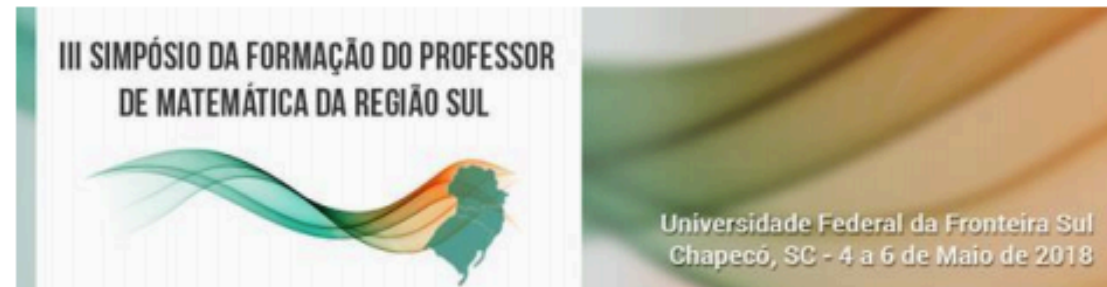 III SIMPÓSIO DA FORMAÇÃO DO PROFESSOR
DE MATEMÁTICA DA REGIÃO SUL
Universidade Federal da Fronteira Sul
Chapecó, SC - 4 a 6 de Maio de 2018